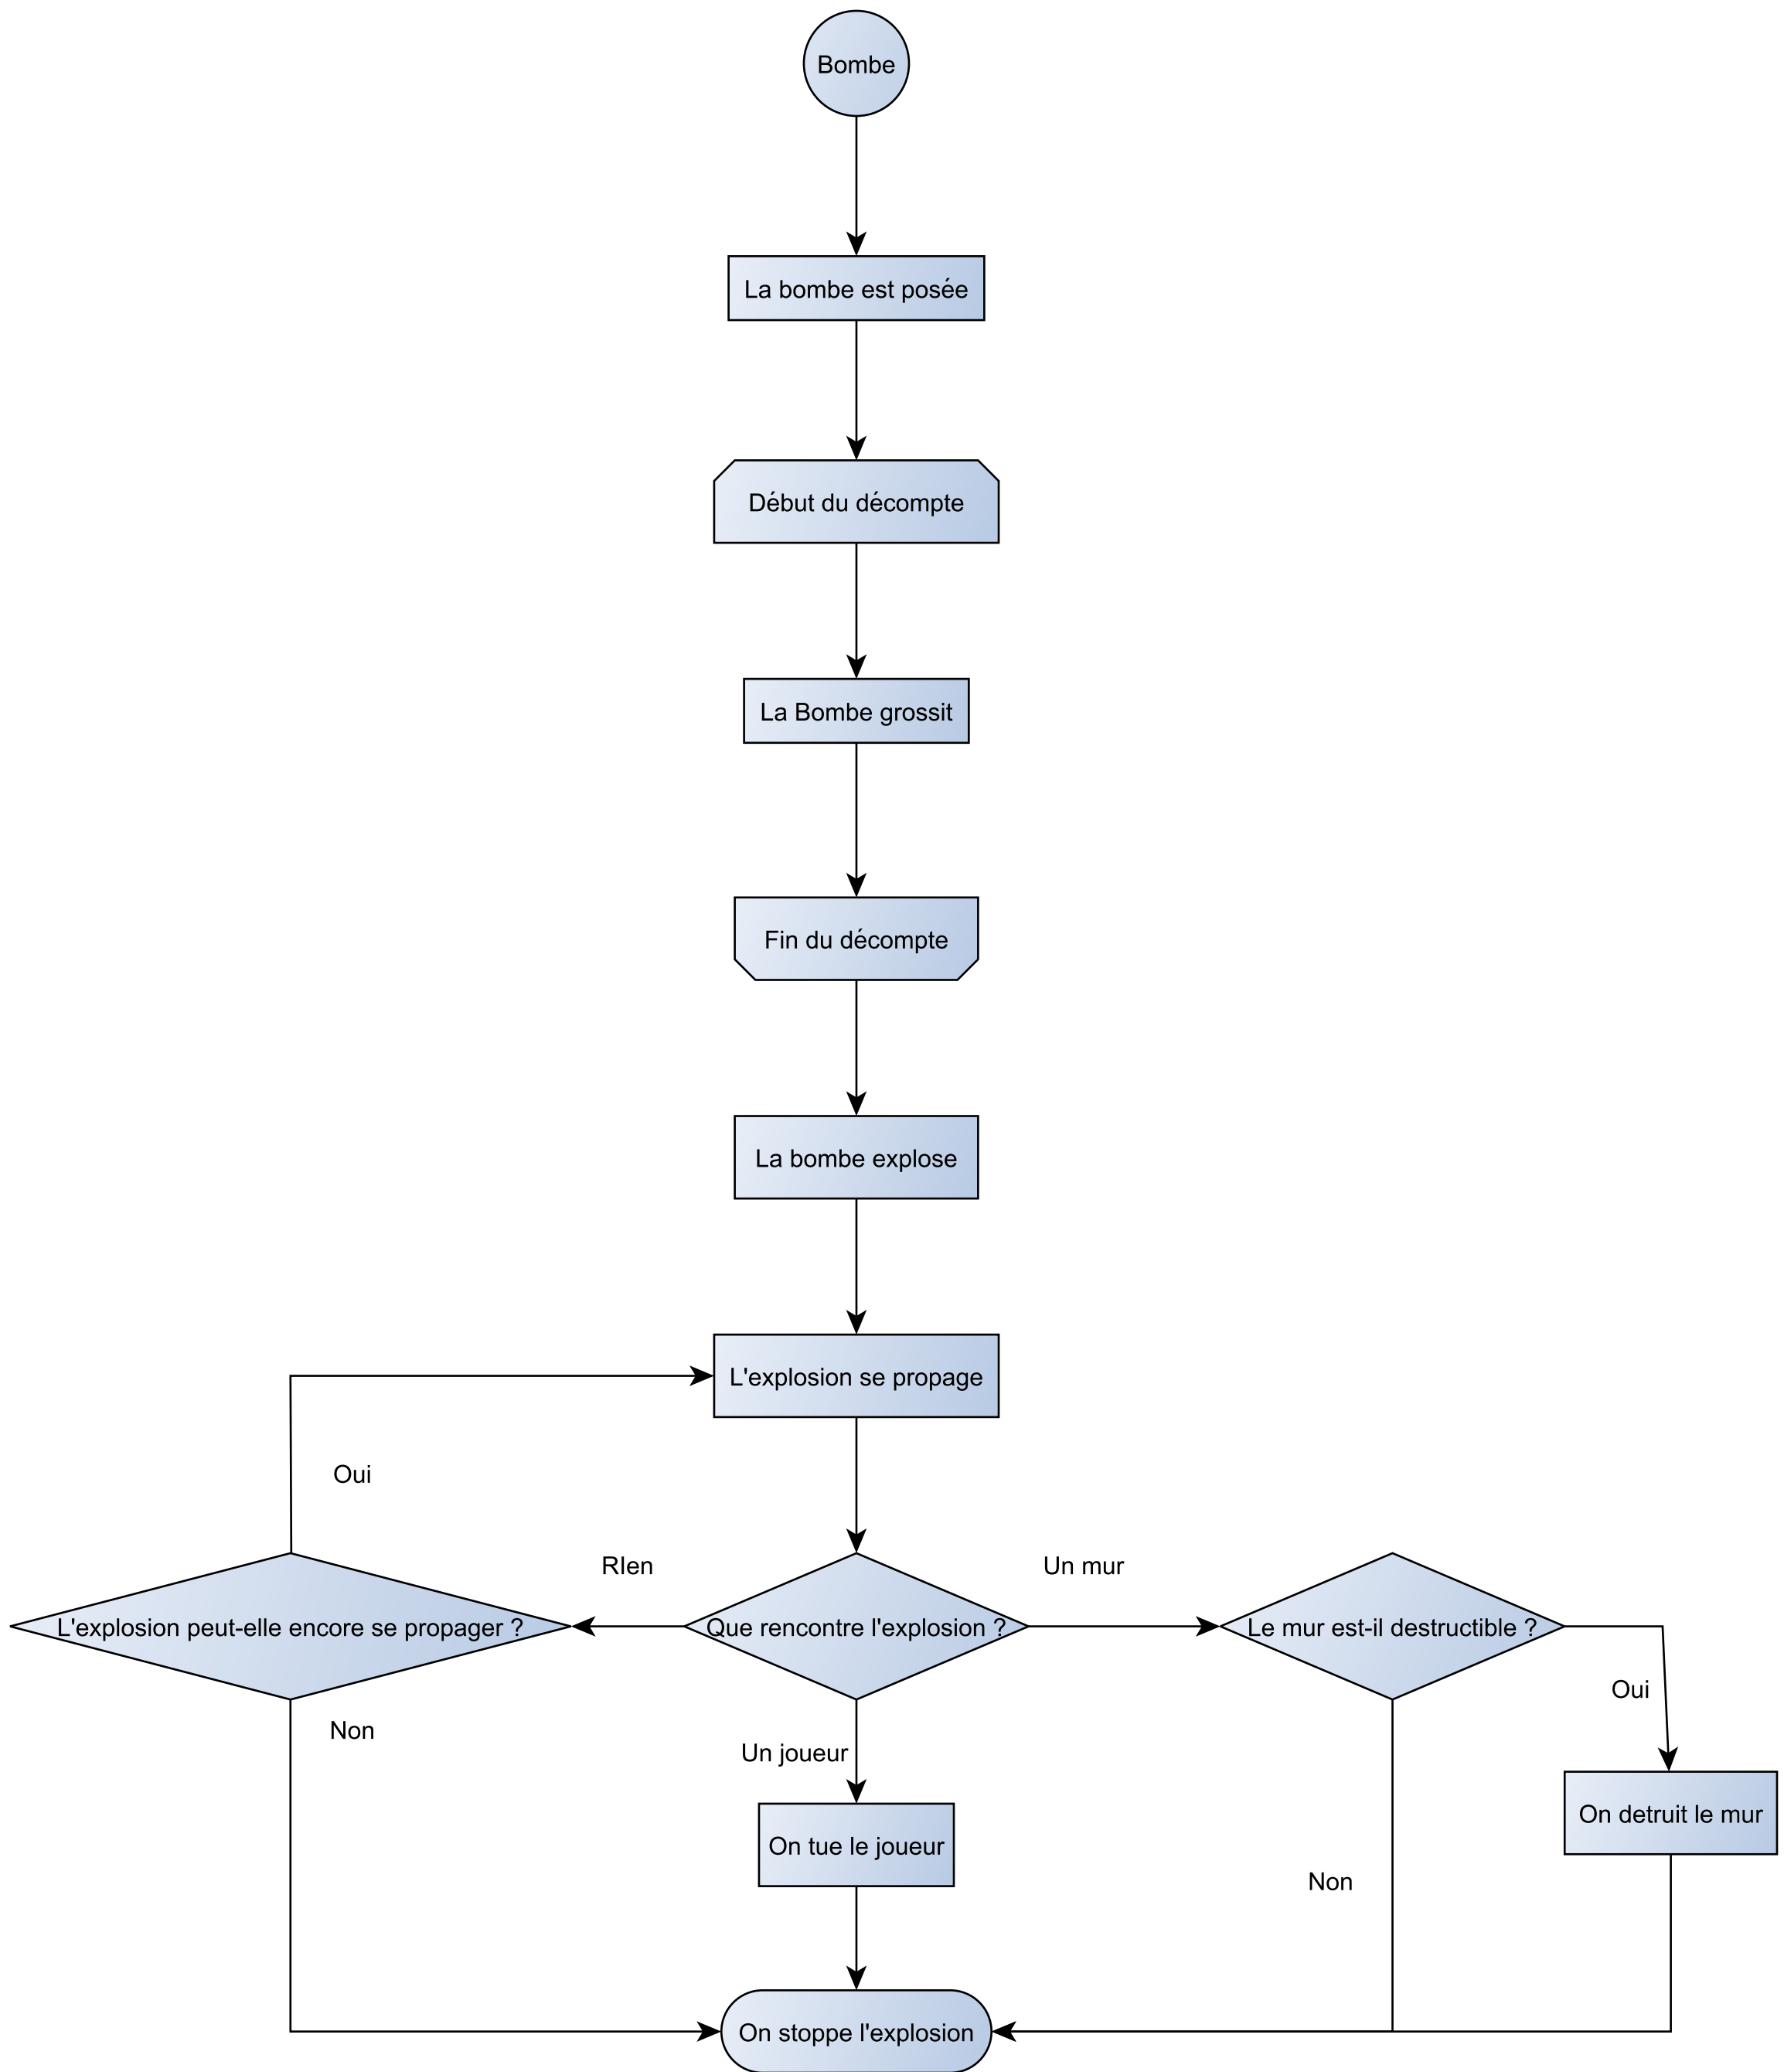 Bombe
La bombe est posée
Début du décompte
La Bombe grossit
Fin du décompte
La bombe explose
L'explosion se propage
Oui
RIen
Un mur
L'explosion peut-elle encore se propager ?
Que rencontre l'explosion ?
Le mur est-il destructible ?
Oui
Non
Un joueur
On detruit le mur
On tue le joueur
Non
On stoppe l'explosion